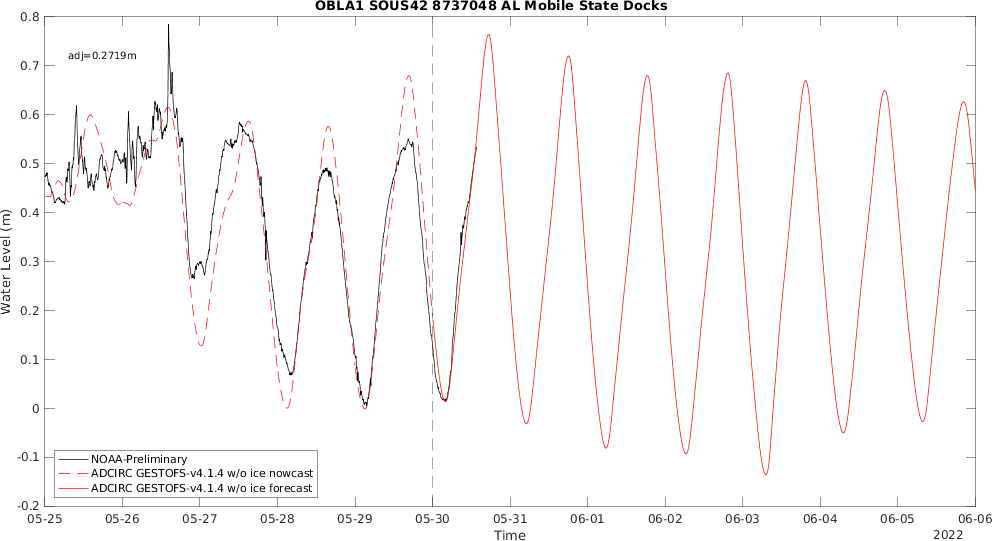 OBLA1 SOUS42 8737048 AL Mobile State Docks
adj=0.2719m
Water Level (m)
0.8
0.7
0.6
0.5
0.4
0.3
0.2
0.1
0
-0.1
-0.2
NOAA-Preliminary
ADCIRC GESTOFS-v4.1.4 w/o ice nowcast
ADCIRC GESTOFS-v4.1.4 w/o ice forecast
05-25 05-26 05-27 05-28 05-29 05-30 05-31 06-01 06-02 06-03 06-04 06-05 06-06
Time
2022